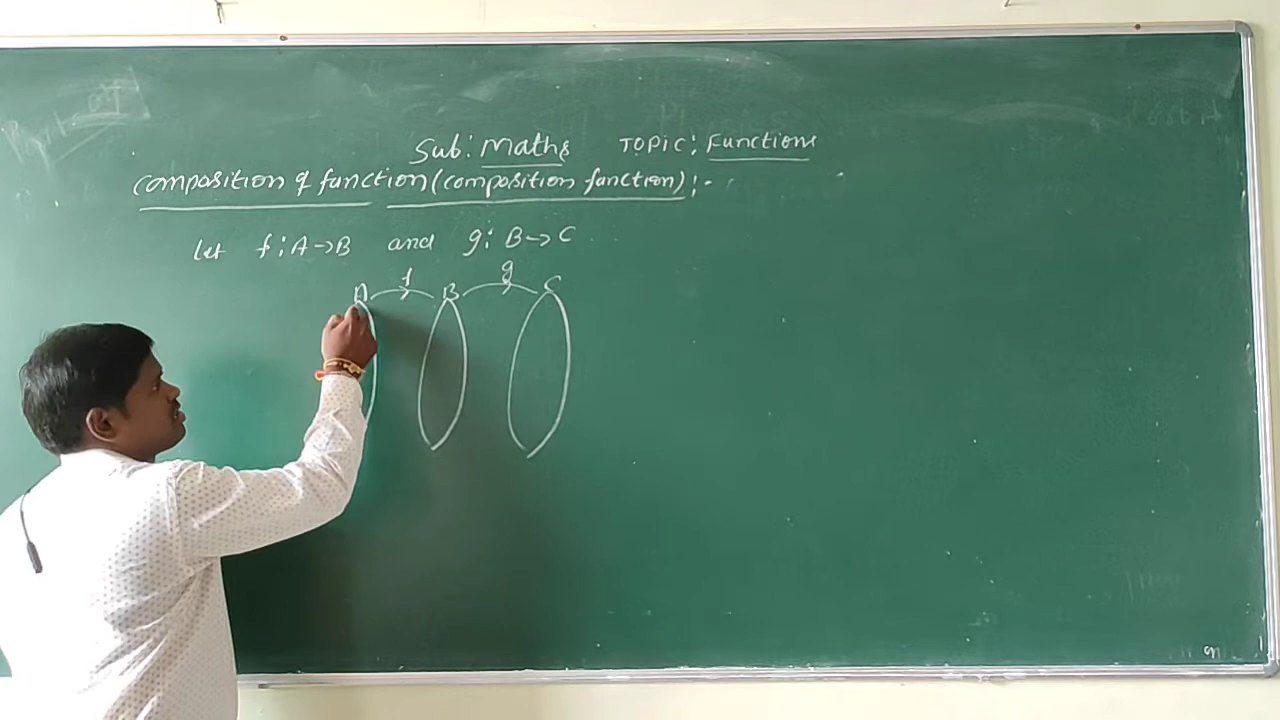 Sub: Maths TOPIC: Functions
Composition of function (composition function) :-
Let f: A→B and g: B→C
f g
A B C